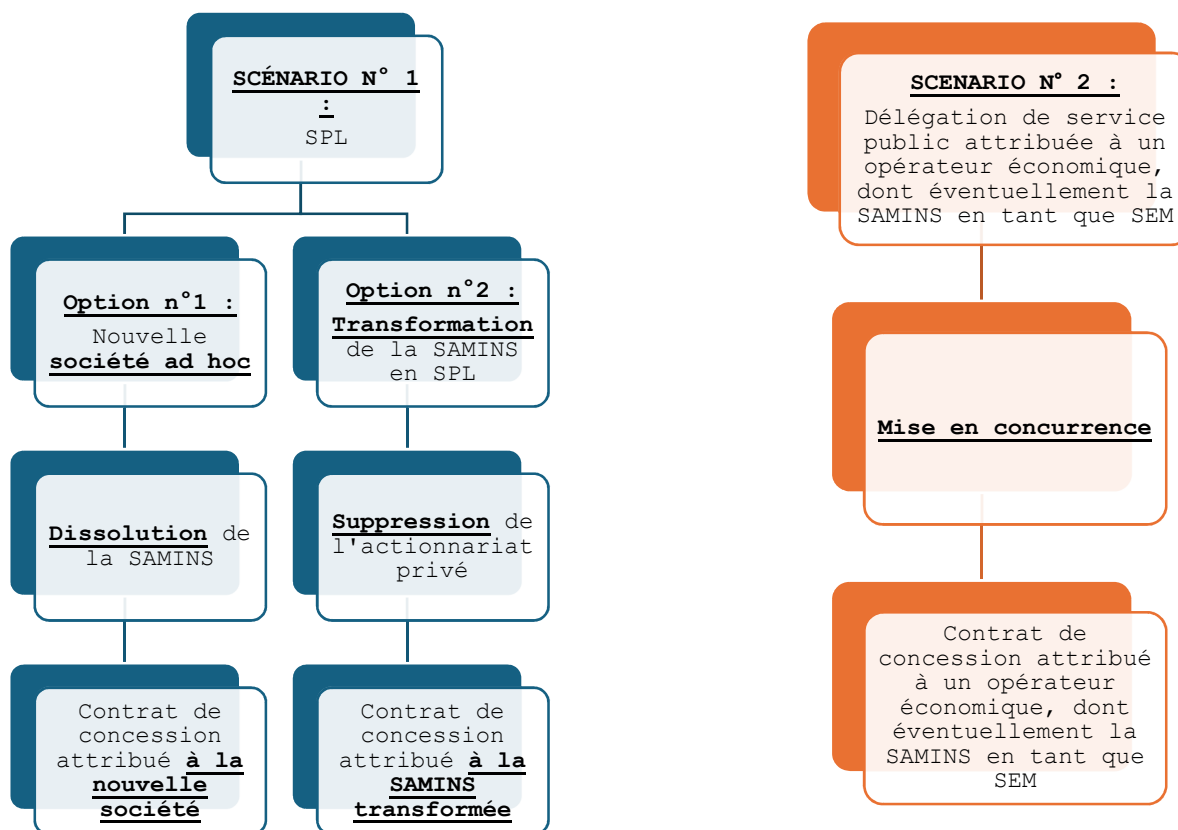 SCÉNARIO N° 1
:
SPL
Option n°1 :
Nouvelle
société ad hoc
Dissolution de
la SAMINS
Contrat de
concession
attribué à la
nouvelle
société
Option n°2 :
Transformation
de la SAMINS
en SPL
Suppression de
l'actionnariat
privé
Contrat de
concession
attribué à la
SAMINS
transformée
SCENARIO N° 2 :
Délégation de service
public attribuée à un
opérateur économique,
dont éventuellement la
SAMINS en tant que SEM
Mise en concurrence
Contrat de
concession attribué
à un opérateur
économique, dont
éventuellement la
SAMINS en tant que
SEM